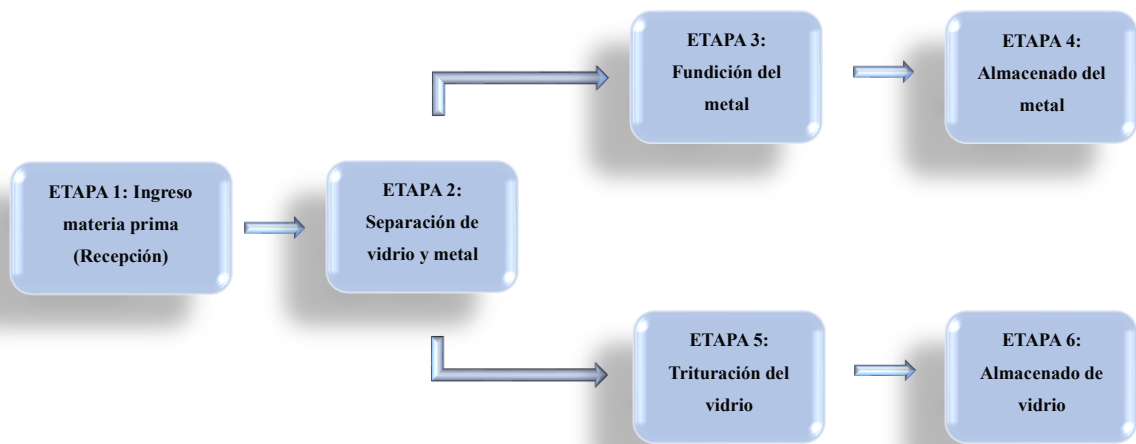 ETAPA 1: Ingreso
materia prima
(Recepción)
ETAPA 2:
Separación de
vidrio y metal
ETAPA 3:
Fundición del
metal
ETAPA 4:
Almacenado del
metal
ETAPA 5:
Trituración del
vidrio
ETAPA 6:
Almacenado de
vidrio